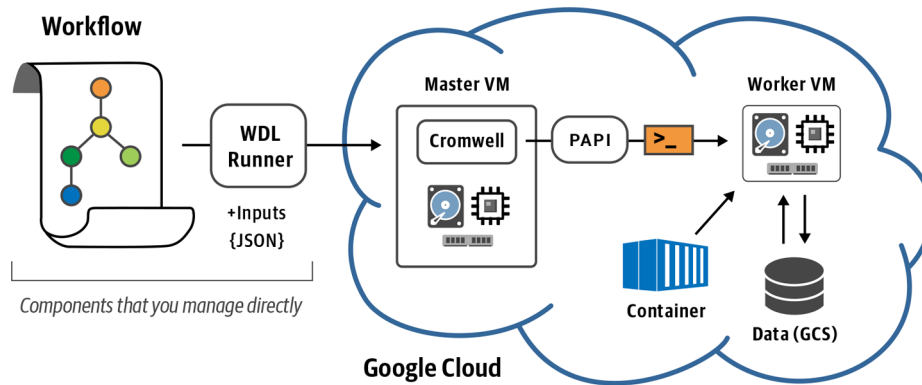 Workflow
WDL
Runner
+Inputs
{JSON}
Components that you manage directly
Master VM
Cromwell
PAPI
>_
Worker VM
Container
Data (GCS)
Google Cloud